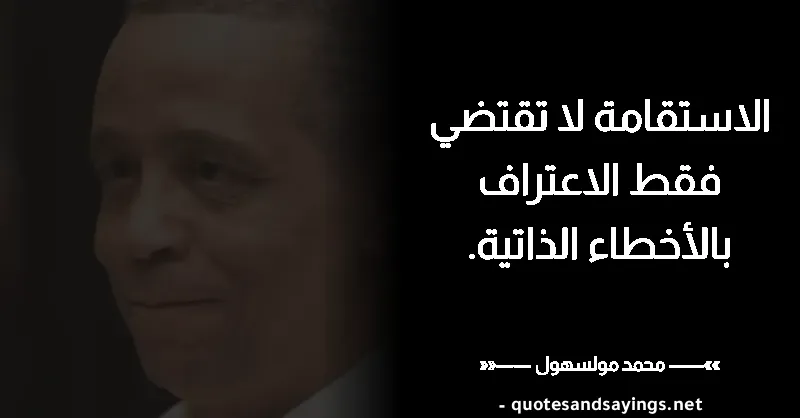 الاستقامة لا تقتضي
فقط الاعتراف
بالأخطاء الذاتية.
»»—— محمد مولسهول ——««
- quotesandsayings.net